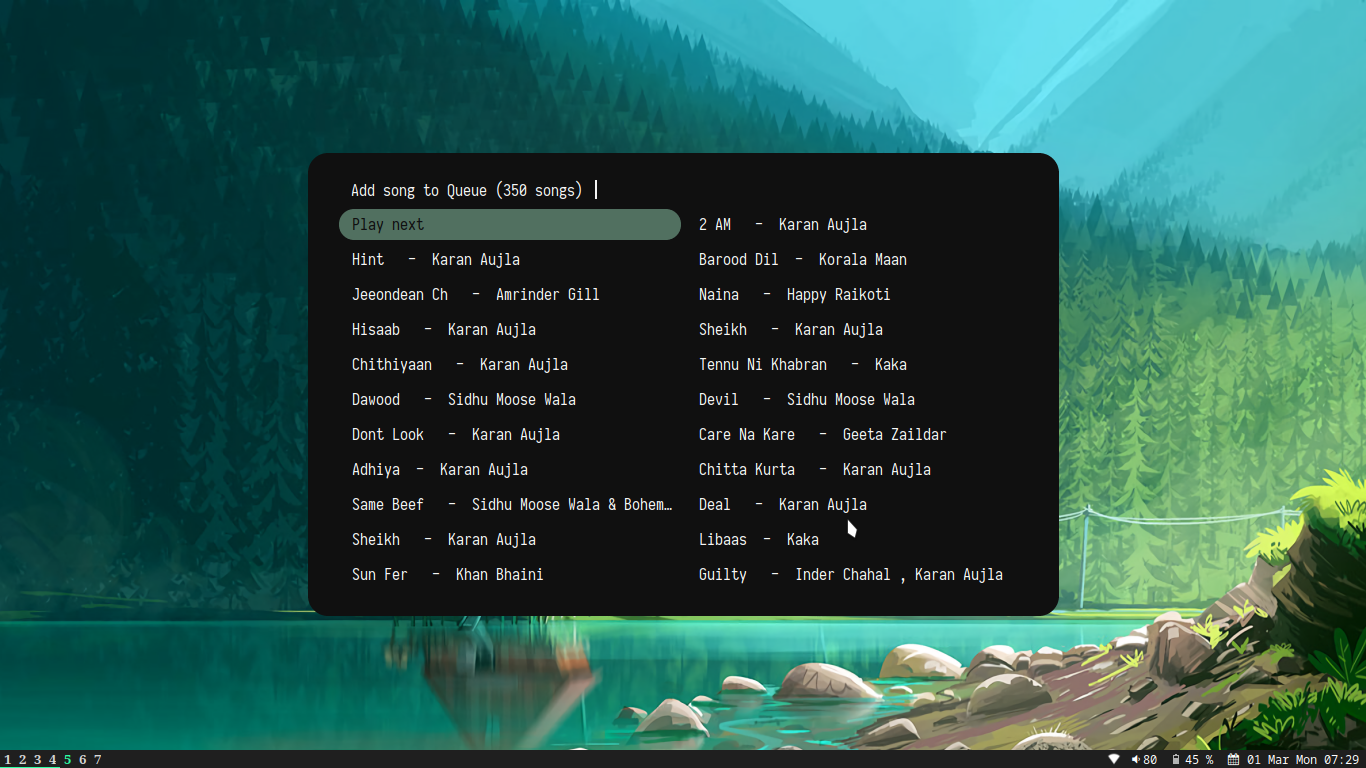 Add song to Queue (350 songs)
Play next
2 AM - Karan Aujla
Hint - Karan Aujla
Barood Dil - Korala Maan
Jeeondean Ch - Amrinder Gill
Naina - Happy Raikoti
Hisaab - Karan Aujla
Sheikh - Karan Aujla
Chithiyaan - Karan Aujla
Tennu Ni Khabran - Kaka
Dawood - Sidhu Moose Wala
Devil - Sidhu Moose Wala
Dont Look - Karan Aujla
Care Na Kare - Geeta Zaildar
Adhiya - Karan Aujla
Chitta Kurta - Karan Aujla
Same Beef - Sidhu Moose Wala & Bohem…
Deal - Karan Aujla
Sheikh - Karan Aujla
Libaas - Kaka
Sun Fer - Khan Bhaini
Guilty - Inder Chahal , Karan Aujla
1 2 3 4 5 6 7
80 45 % 01 Mar Mon 07:29